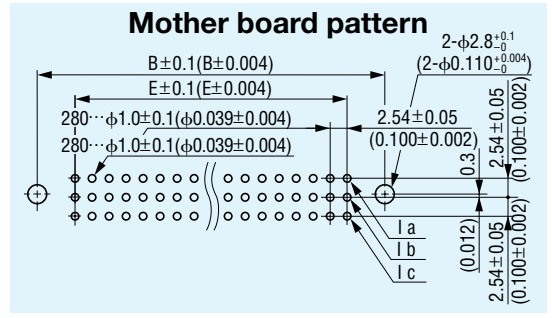 Mother board pattern
2-φ2.8+0.1 -0
(2-φ0.110+0.004 -0)
B±0.1(B±0.004)
E±0.1(E±0.004)
280…φ1.0±0.1(φ0.039±0.004)
280…φ1.0±0.1(φ0.039±0.004)
2.54±0.05
(0.100±0.002)
0.3
(0.012)
2.54±0.05
(0.100±0.002)
2.54±0.05
(0.100±0.002)
I a
I b
I c